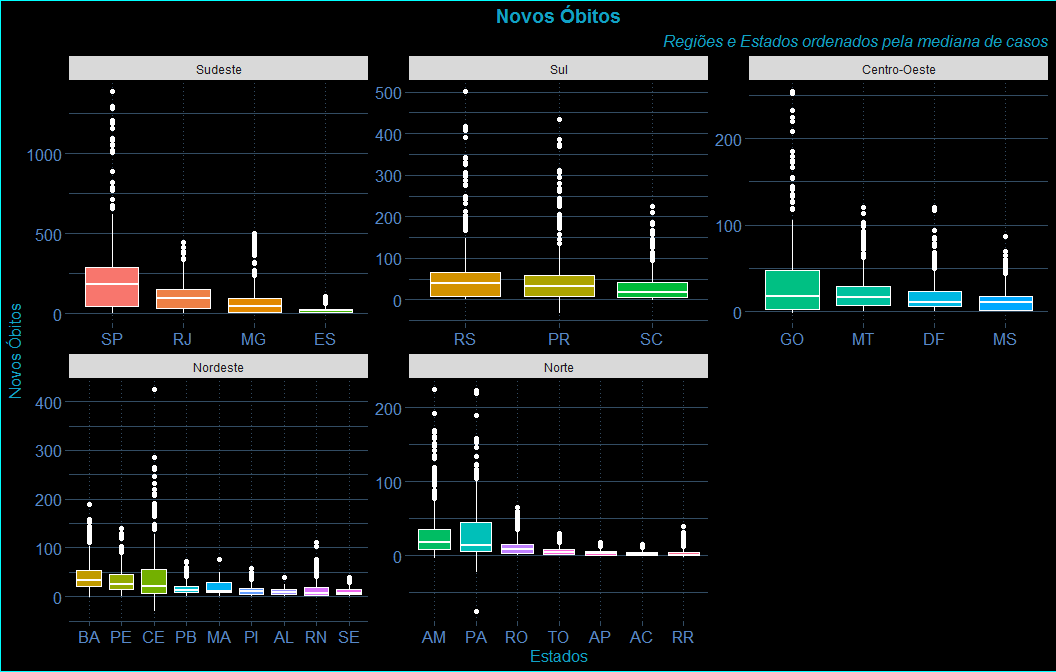 Novos Óbitos
Regiões e Estados ordenados pela mediana de casos
Sudeste
Sul
Centro-Oeste
1000
500
0
500
400
300
200
100
0
200
100
0
SP RJ MG ES
RS PR SC
GO MT DF MS
Novos Óbitos
Nordeste
Norte
400
300
200
100
0
200
100
0
BA PE CE PB MA PI AL RN SE
AM PA RO TO AP AC RR
Estados